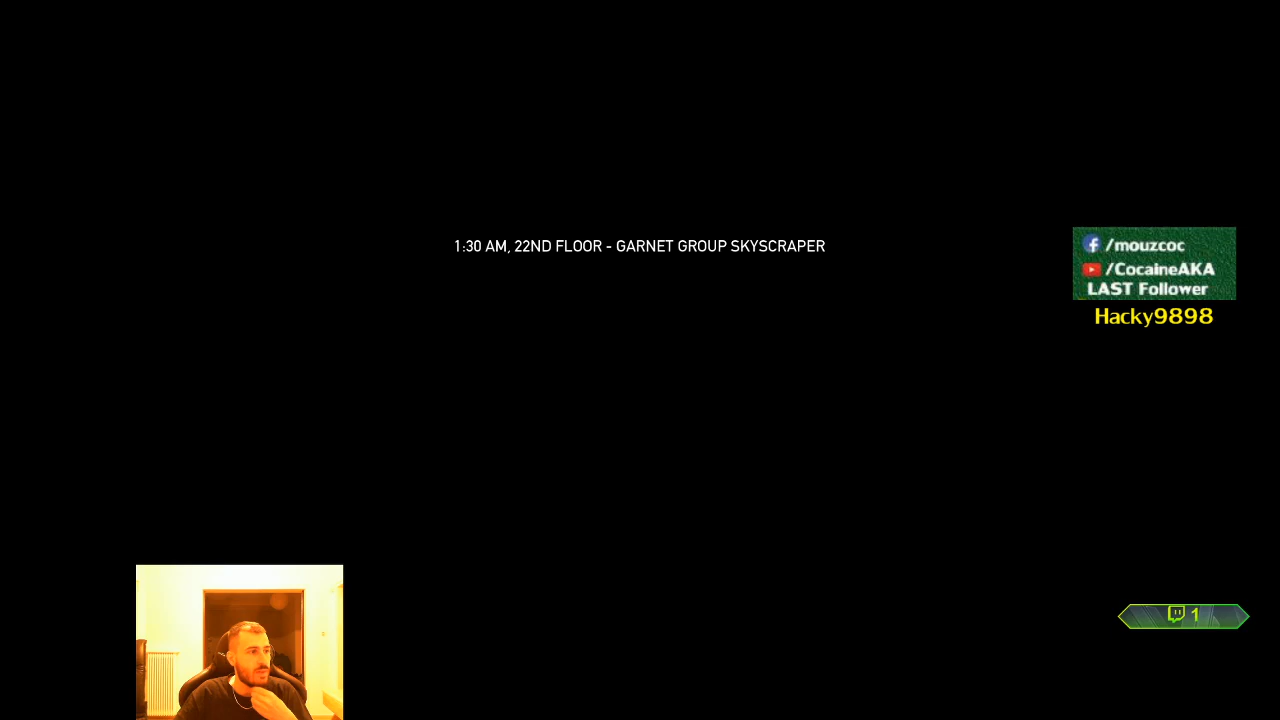 1:30 AM, 22ND FLOOR - GARNET GROUP SKYSCRAPER
/mouzcoc
/CocaineAKA
LAST Follower
Hacky9898
1